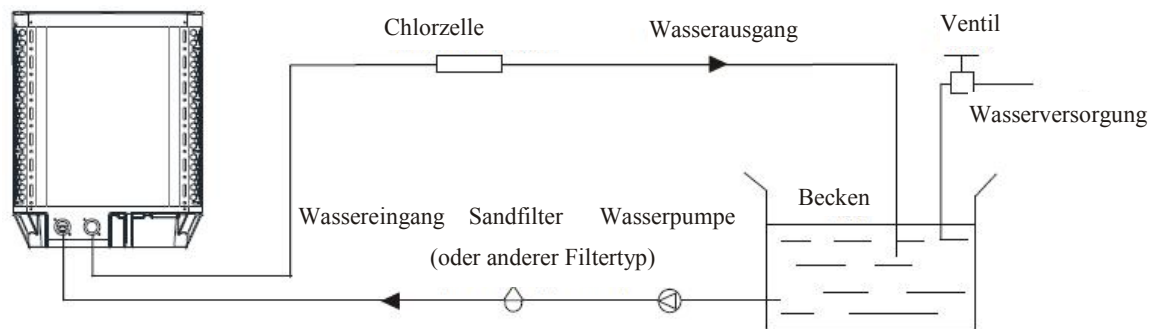 Chlorzelle
Wasserausgang
Ventil
Wasserversorgung
Becken
Wassereingang
Sandfilter
(oder anderer Filtertyp)
Wasserpumpe